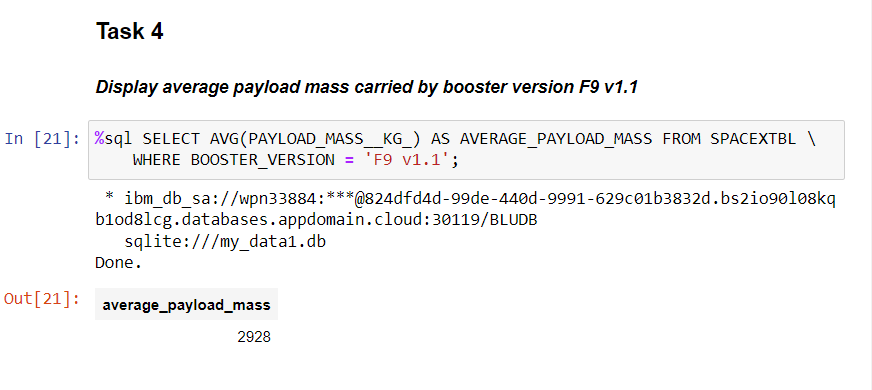 Task 4
Display average payload mass carried by booster version F9 v1.1
In [21]: %sql SELECT AVG(PAYLOAD_MASS__KG_) AS AVERAGE_PAYLOAD_MASS FROM SPACEXTBL \
WHERE BOOSTER_VERSION = 'F9 v1.1';
* ibm_db_sa://wpn33884:***@824dfd4d-99de-440d-9991-629c01b3832d.bs2io90l08kq
b1od8lcg.databases.appdomain.cloud:30119/BLUDB
sqlite:///my_data1.db
Done.
Out[21]:
average_payload_mass
2928